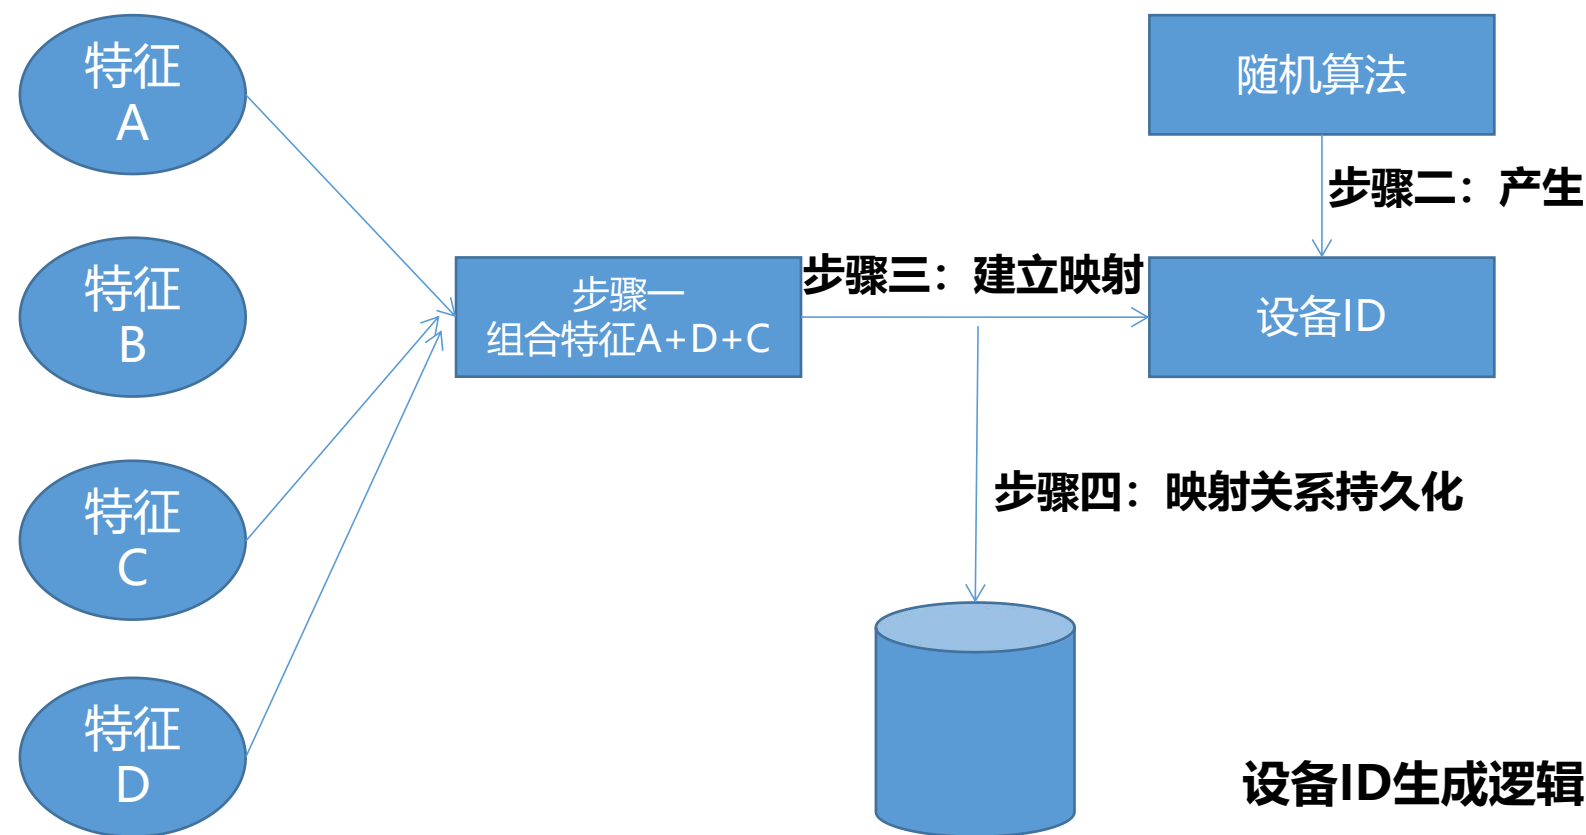 特征
A
特征
B
特征
C
特征
D
步骤一
组合特征A+D+C
步骤三：建立映射
随机算法
步骤二：产生
设备ID
步骤四：映射关系持久化
设备ID生成逻辑